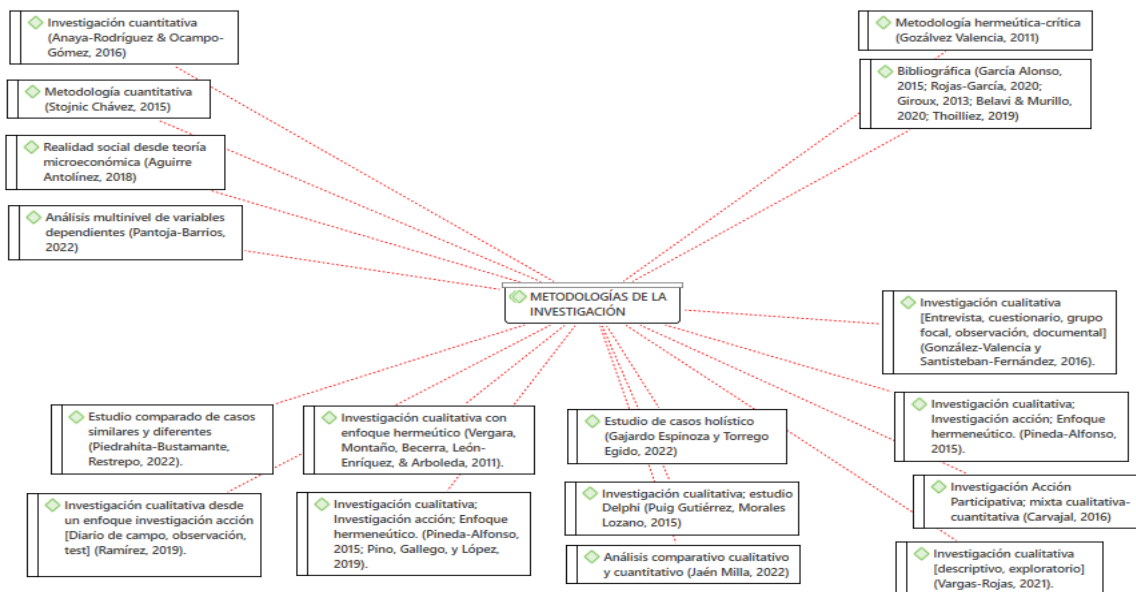 Investigación cuantitativa
(Anaya-Rodríguez & Ocampo-
Gómez, 2016)
Metodología cuantitativa
(Stojnic Chávez, 2015)
Realidad social desde teoría
microeconómica (Aguirre
Antolínez, 2018)
Análisis multinivel de variables
dependientes (Pantoja-Barrios,
2022)
Metodología hermeútica-crítica
(Gozálvez Valencia, 2011)
Bibliográfica (García Alonso,
2015; Rojas-García, 2020;
Giroux, 2013; Belavi & Murillo,
2020; Thoilliez, 2019)
METODOLOGÍAS DE LA
INVESTIGACIÓN
Investigación cualitativa
[Entrevista, cuestionario, grupo
focal, observación, documental]
(González-Valencia y
Santisteban-Fernández, 2016).
Estudio comparado de casos
similares y diferentes
(Piedrahita-Bustamante,
Restrepo, 2022).
Investigación cualitativa con
enfoque hermeútico (Vergara,
Montaño, Becerra, León-
Enríquez, & Arboleda, 2011).
Estudio de casos holístico
(Gajardo Espinoza y Torrego
Egido, 2022)
Investigación cualitativa;
Investigación acción; Enfoque
hermeneútico. (Pineda-Alfonso,
2015).
Investigación cualitativa desde
un enfoque investigación acción
[Diario de campo, observación,
test] (Ramírez, 2019).
Investigación cualitativa;
Investigación acción; Enfoque
hermeneútico. (Pineda-Alfonso,
2015; Pino, Gallego, y López,
2019).
Investigación cualitativa; estudio
Delphi (Puig Gutiérrez, Morales
Lozano, 2015)
Análisis comparativo cualitativo
y cuantitativo (Jaén Milla, 2022)
Investigación Acción
Participativa; mixta cualitativa-
cuantitativa (Carvajal, 2016)
Investigación cualitativa
[descriptivo, exploratorio]
(Vargas-Rojas, 2021).